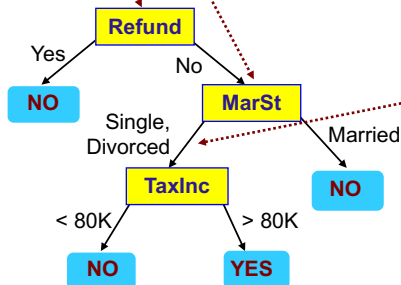 Refund
Yes
No
NO
MarSt
Single,
Divorced
Married
TaxInc
NO
< 80K
> 80K
NO
YES